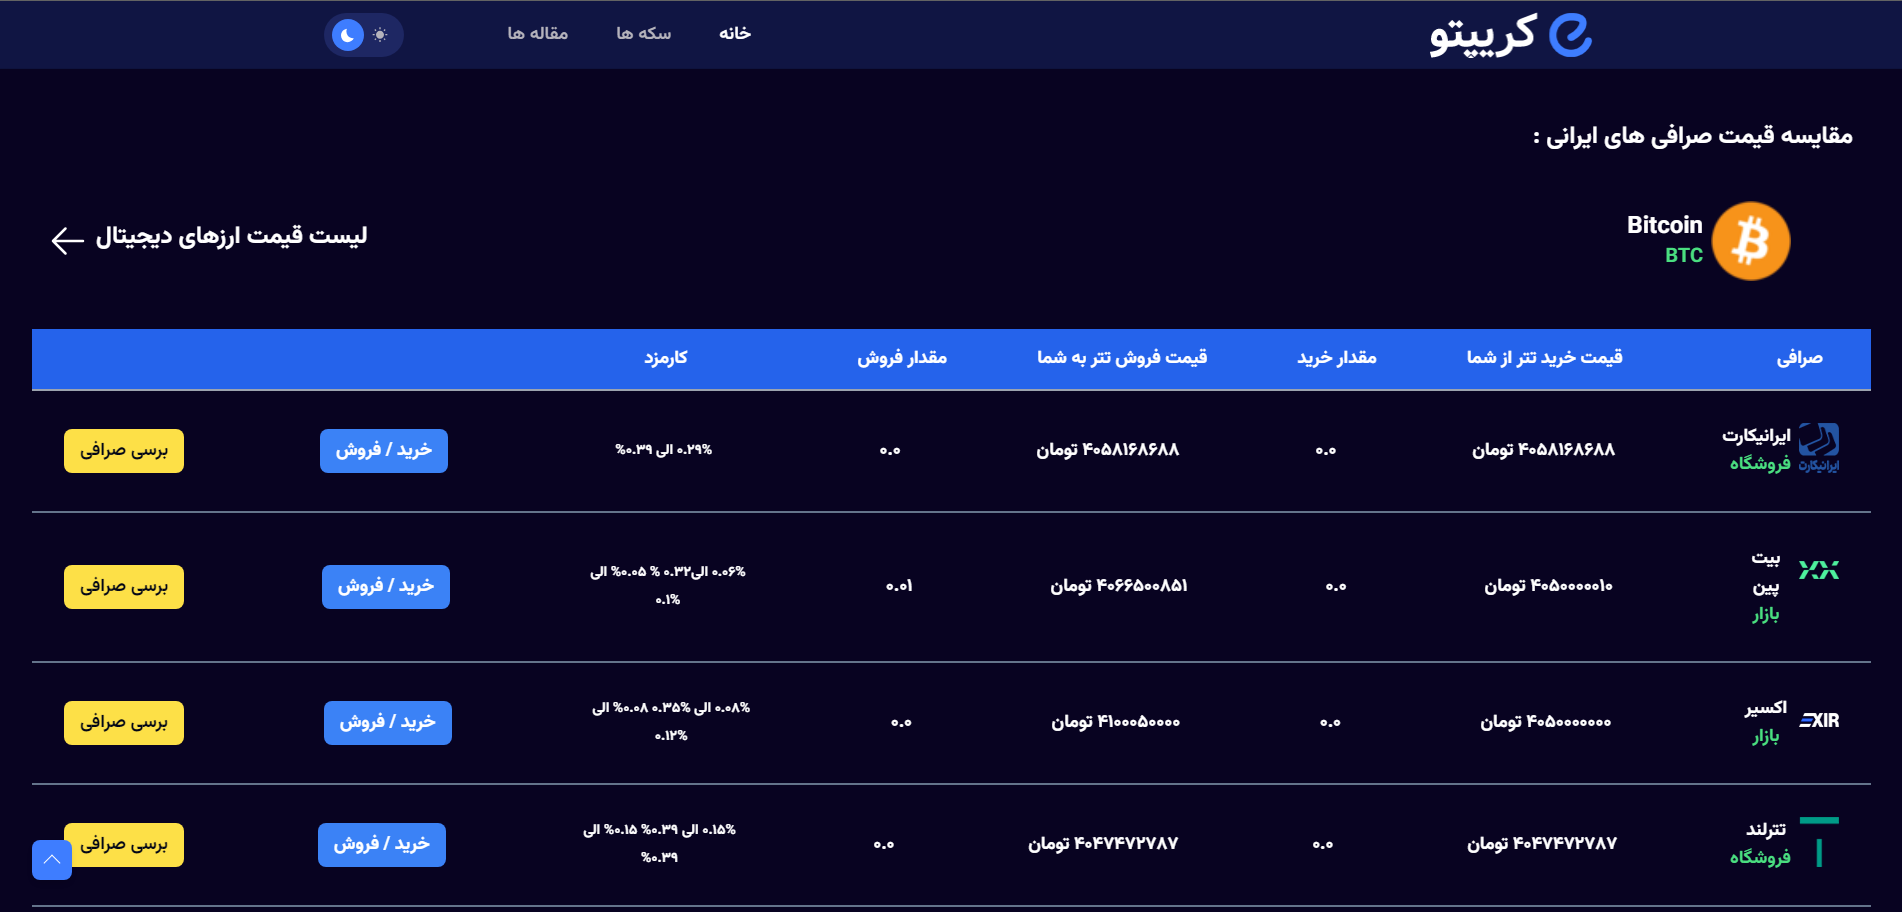 کریپتو
خانه
سکه ها
مقاله ها
مقایسه قیمت صرافی های ایرانی :
Bitcoin
BTC
لیست قیمت ارزهای دیجیتال
صرافی
قیمت خرید تتر از شما
مقدار خرید
قیمت فروش تتر به شما
مقدار فروش
کارمزد
ایرانیکارت
ایرانیکارت
فروشگاه
۴۰۵۸۱۶۸۶۸۸ تومان
۰.۰
۴۰۵۸۱۶۸۶۸۸ تومان
۰.۰
۰.۲۹% الی ۰.۳۹%
خرید / فروش
برسی صرافی
بیت
پین
بازار
۴۰۵۰۰۰۰۰۱۰ تومان
۰.۰
۴۰۶۶۵۰۰۸۵۱ تومان
۰.۰۱
۰.۰۶% الی۰.۳۲ % ۰.۰۵% الی
۰.۱%
خرید / فروش
برسی صرافی
EXIR
اکسیر
بازار
۴۰۵۰۰۰۰۰۰۰ تومان
۰.۰
۴۱۰۰۰۵۰۰۰۰ تومان
۰.۰
۰.۰۸% الی ۰.۳۵% ۰.۰۸% الی
۰.۱۲%
خرید / فروش
برسی صرافی
تترلند
فروشگاه
۴۰۴۷۴۷۲۷۸۷ تومان
۰.۰
۴۰۴۷۴۷۲۷۸۷ تومان
۰.۰
۰.۱۵% الی ۰.۳۹% ۰.۱۵% الی
۰.۳۹%
خرید / فروش
برسی صرافی